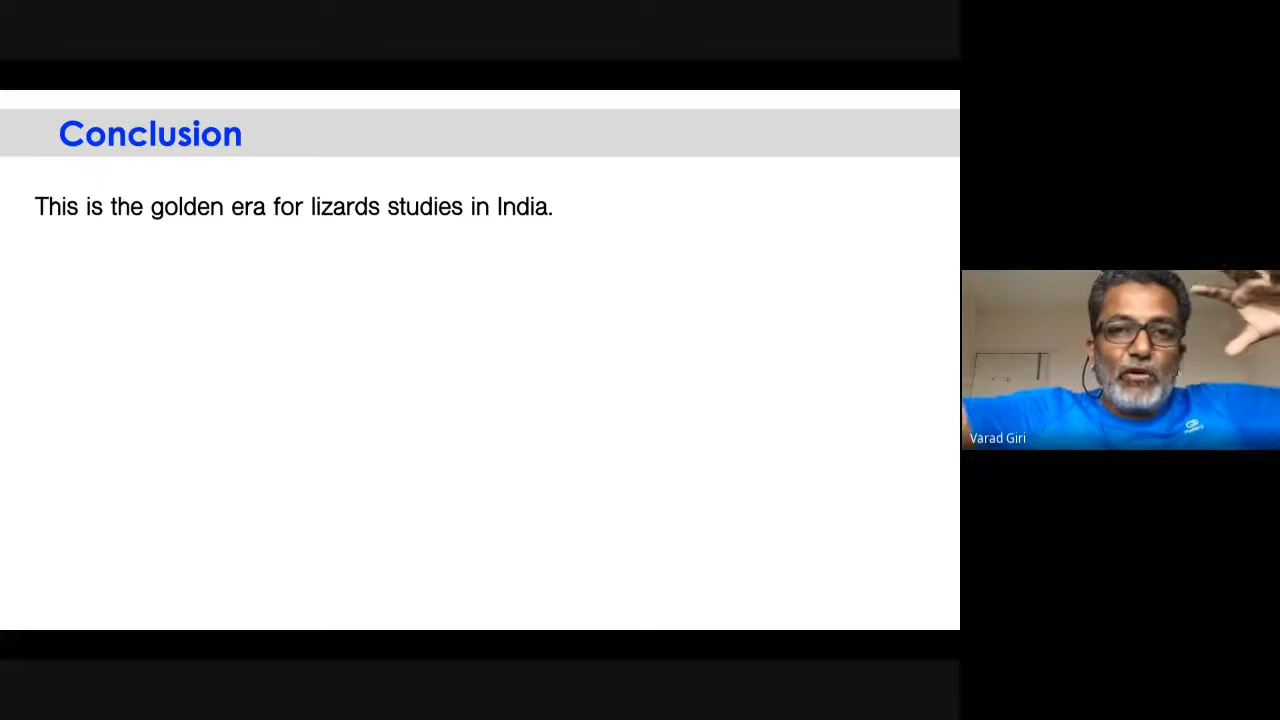 Conclusion
This is the golden era for lizards studies in India.
Varad Giri